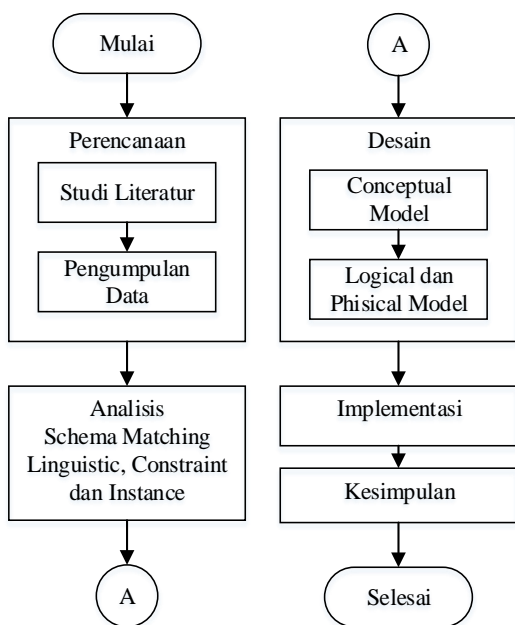 Mulai
Perencanaan
Studi Literatur
Pengumpulan
Data
Analisis
Schema Matching
Linguistic, Constraint
dan Instance
A
A
Desain
Conceptual
Model
Logical dan
Phisical Model
Implementasi
Kesimpulan
Selesai